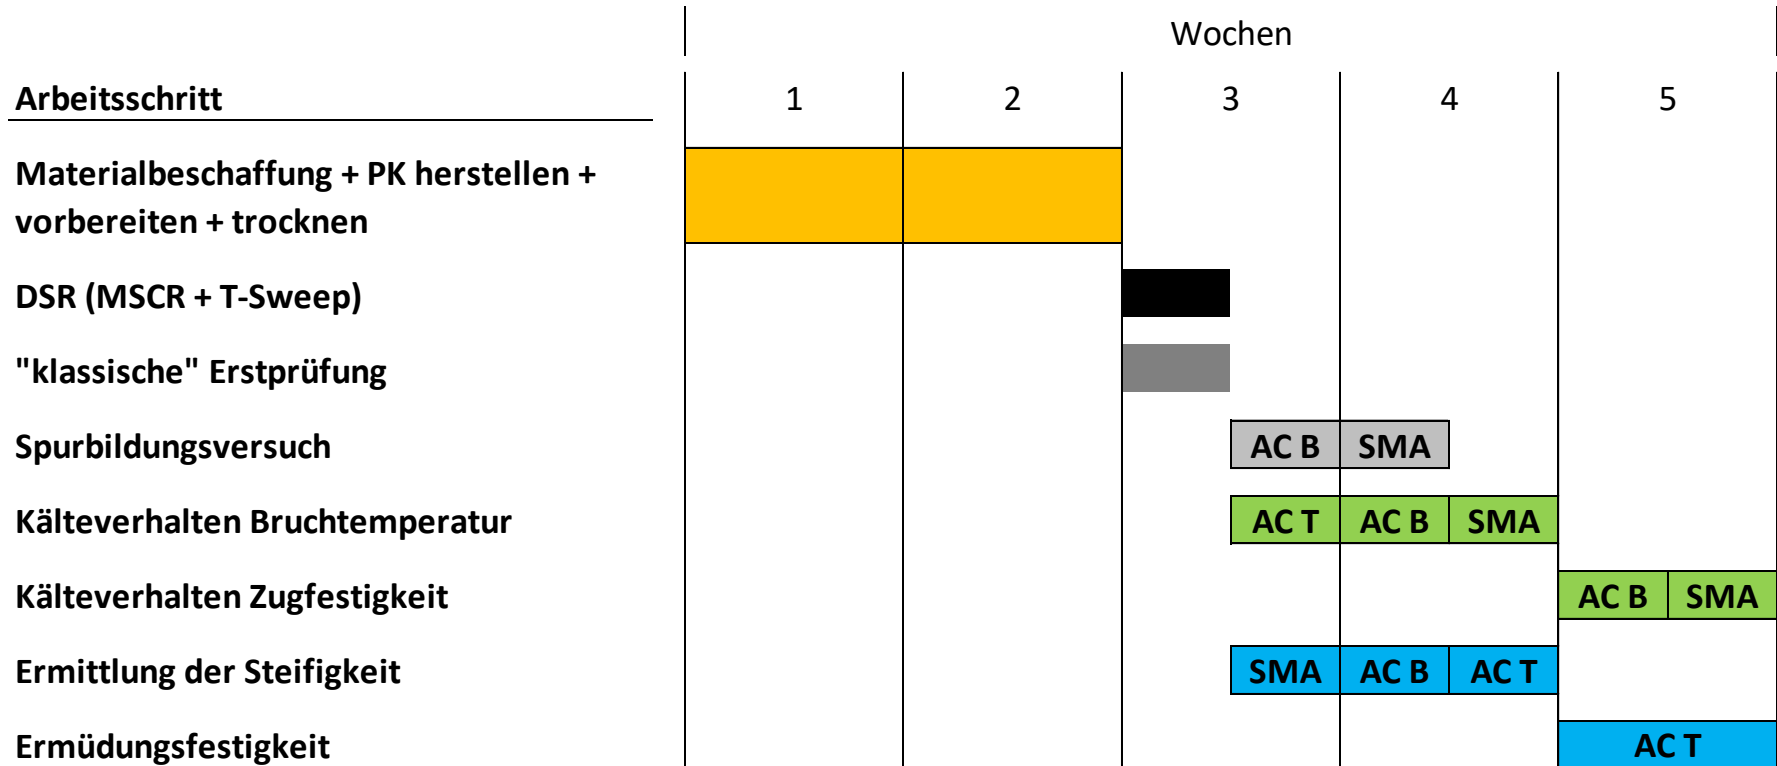 Wochen
Arbeitsschritt 1 2 3 4 5
Materialbeschaffung + PK herstellen +
vorbereiten + trocknen
DSR (MSCR + T-Sweep)
"klassische" Erstprüfung
Spurbildungsversuch AC B SMA
Kälteverhalten Bruchtemperatur AC T AC B SMA
Kälteverhalten Zugfestigkeit AC B SMA
Ermittlung der Steifigkeit SMA AC B AC T
Ermüdungsfestigkeit AC T